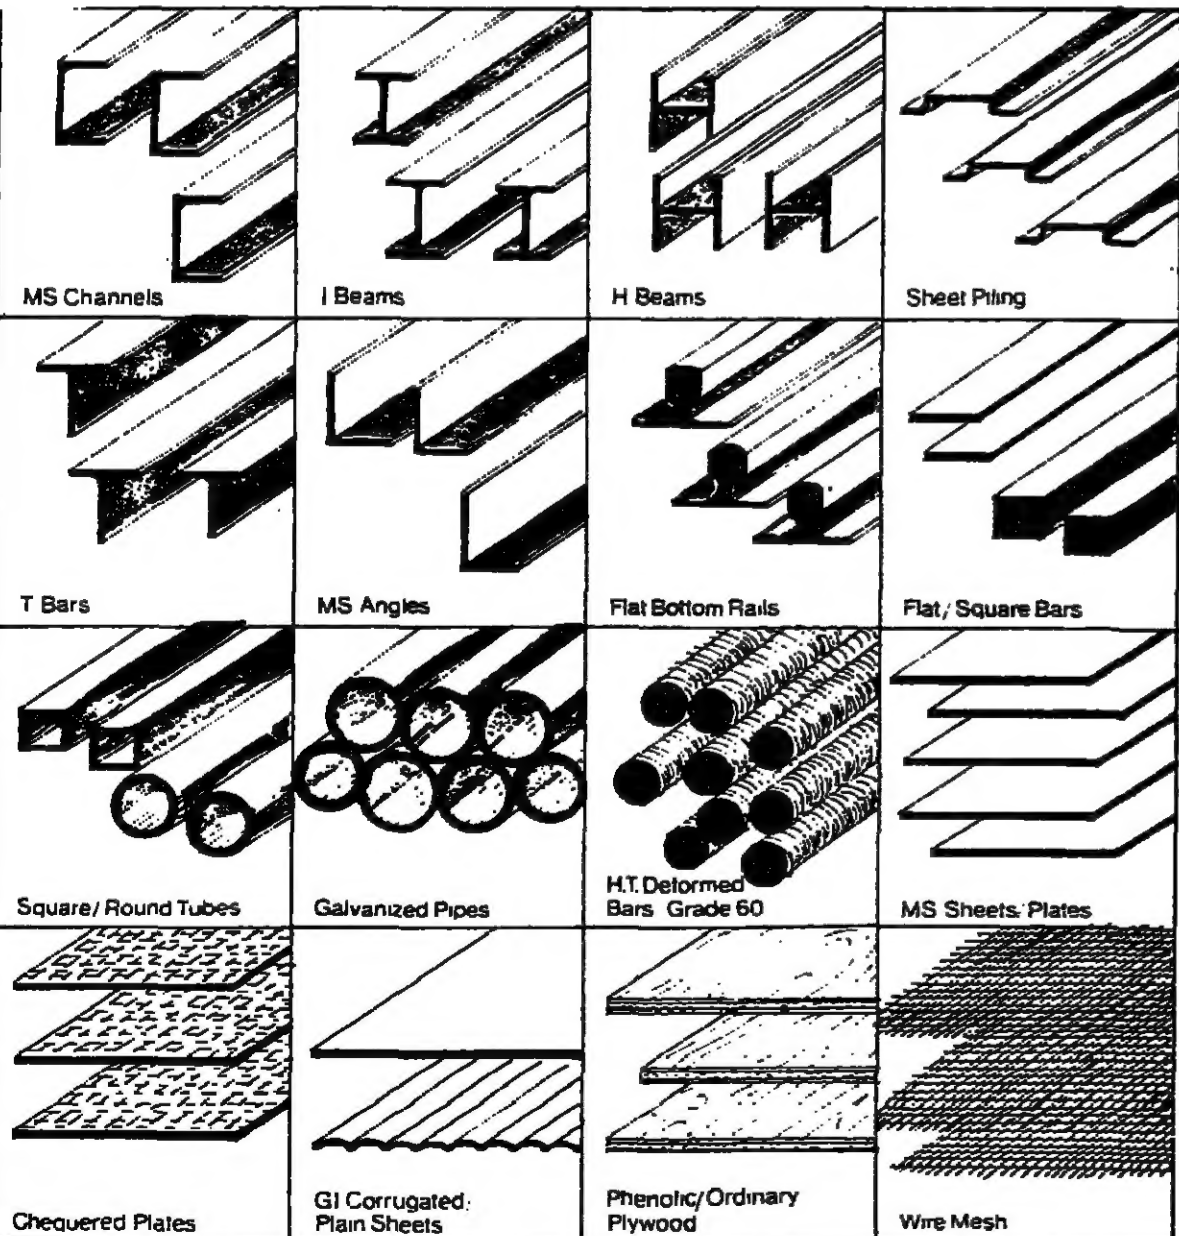 MS Channels
I Beams
H Beams
Sheet Piling
T Bars
MS Angles
Flat Bottom Rails
Flat/Square Bars
Square/Round Tubes
Galvanized Pipes
H.T. Deformed
Bars Grade 60
MS Sheets/Plates
Chequered Plates
GI Corrugated/
Plain Sheets
Phenolic/Ordinary
Plywood
Wire Mesh